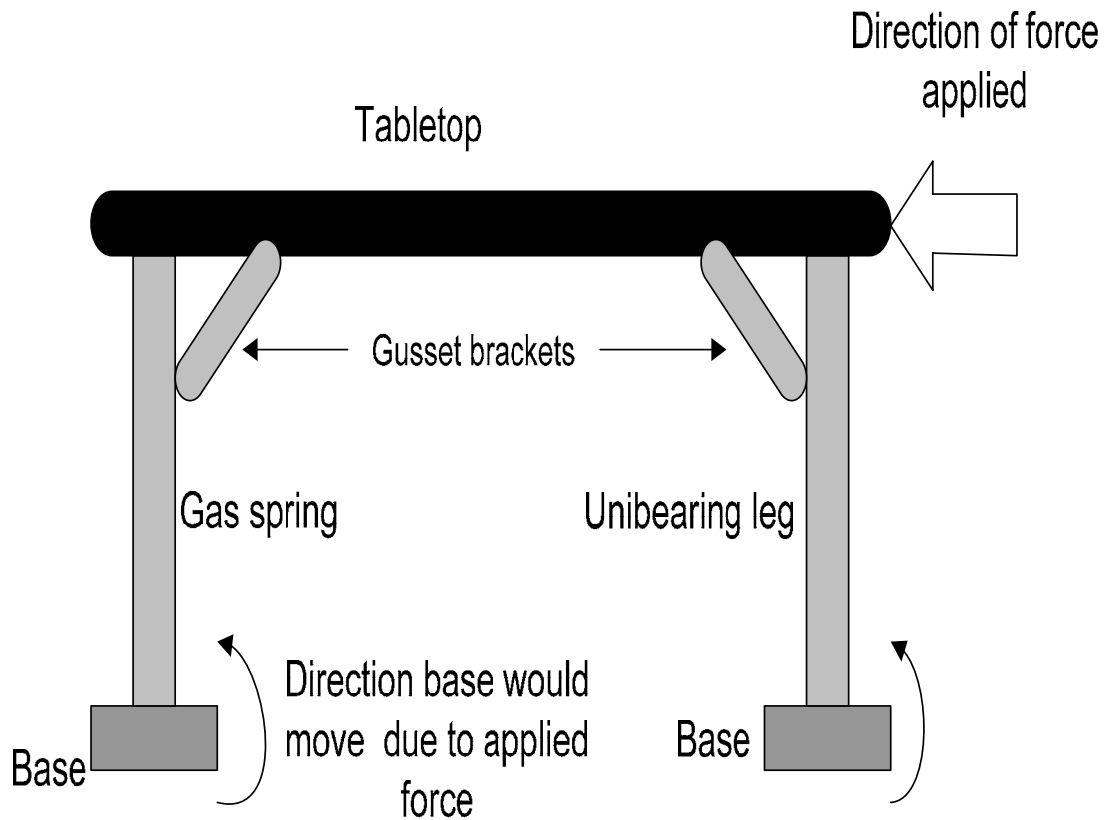 Direction of force
applied
Tabletop
Gusset brackets
Gas spring
Unibearing leg
Direction base would
move due to applied
force
Base
Base